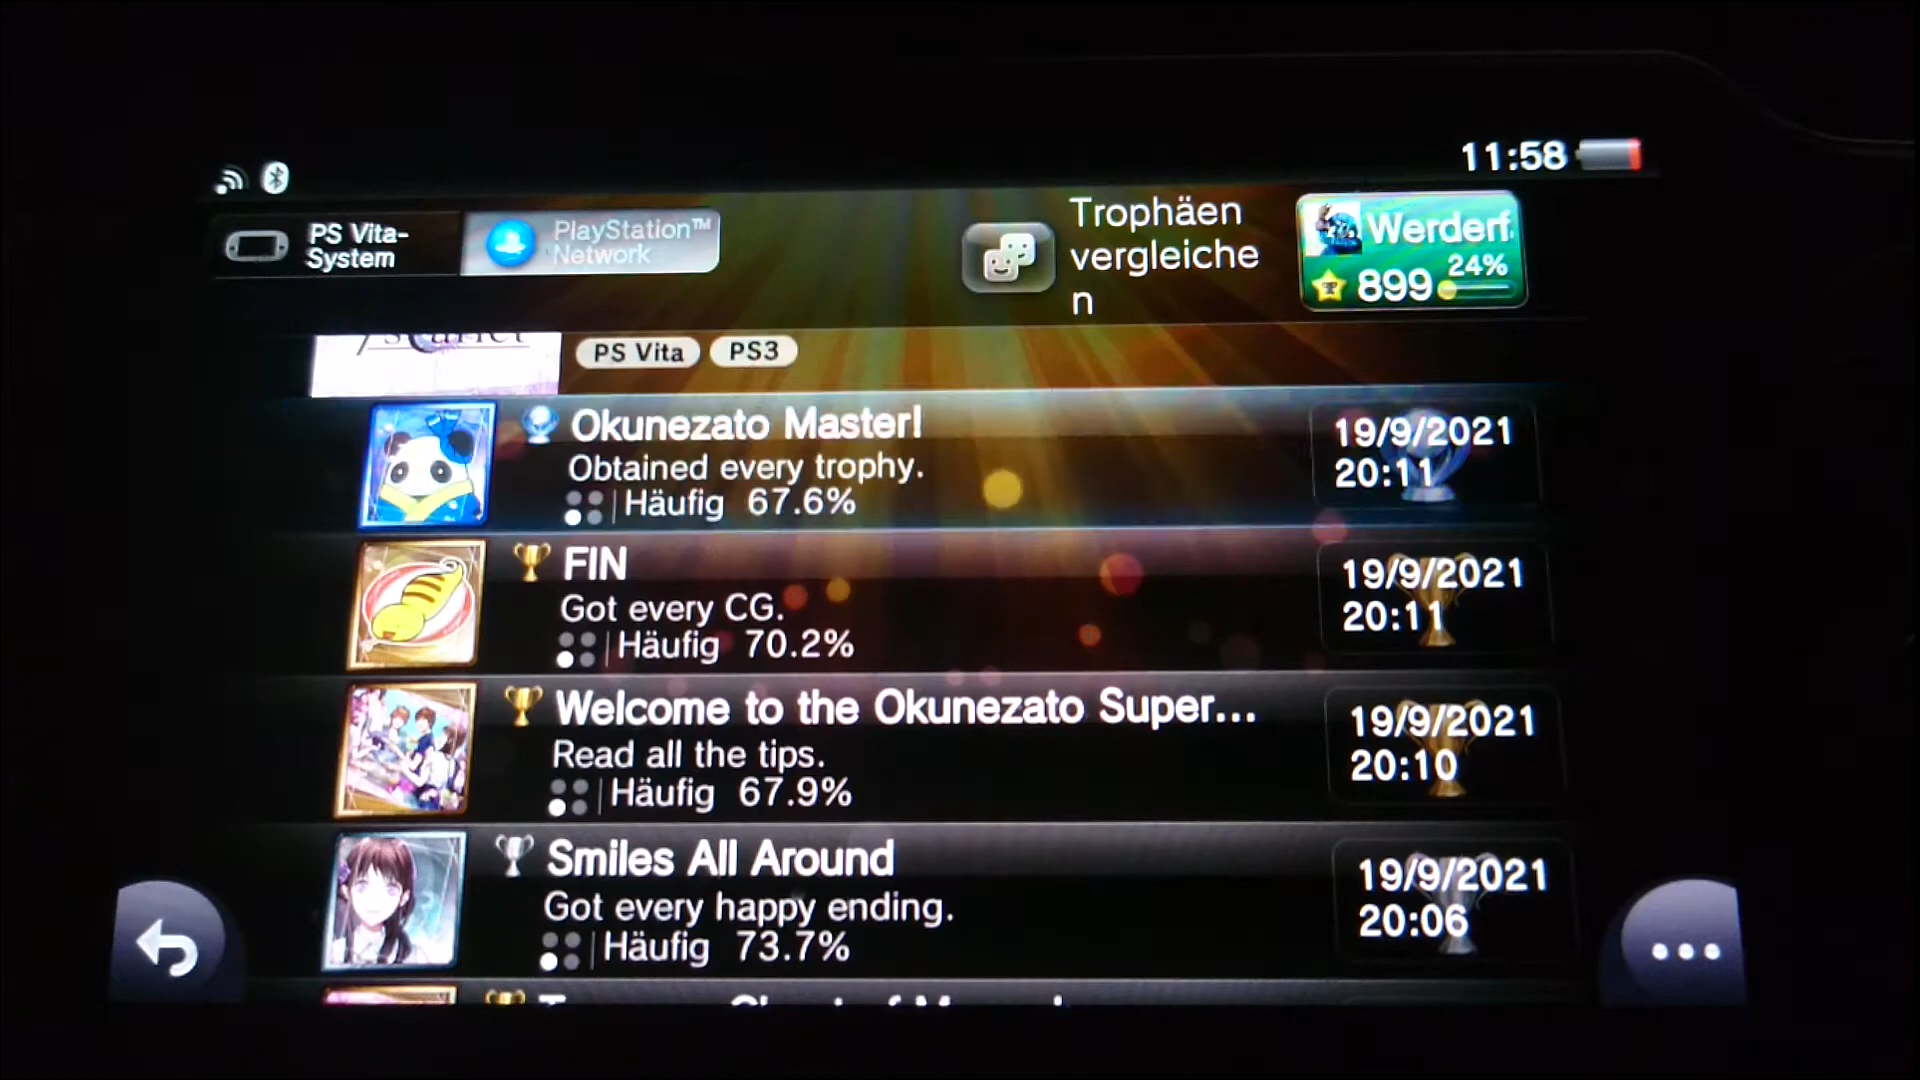 11:58
PS Vita-
System
PlayStation™
Network
Trophäen
vergleiche
n
Werderf
24%
899
PS Vita
PS3
Okunezato Master!
Obtained every trophy.
Häufig 67.6%
19/9/2021
20:11
FIN
Got every CG.
Häufig 70.2%
19/9/2021
20:11
Welcome to the Okunezato Super...
Read all the tips.
Häufig 67.9%
19/9/2021
20:10
Smiles All Around
Got every happy ending.
Häufig 73.7%
19/9/2021
20:06